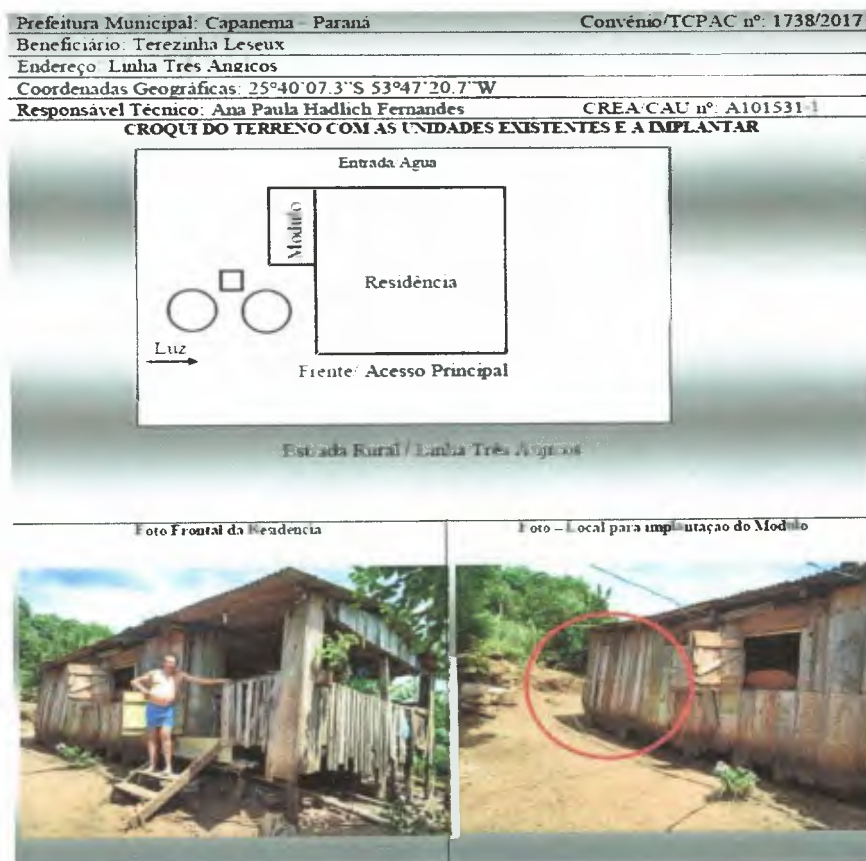 Prefeitura Municipal: Capanema - Paraná Convênio/TCPAC nº: 1738/2017
Beneficiário: Terezinha Leseux
Endereço: Linha Tres Angicos
Coordenadas Geográficas: 25°40'07.3"S 53°47'20.7"W
Responsável Técnico: Ana Paula Hadlich Fernandes CREA/CAU nº: A101531-1
CROQUI DO TERRENO COM AS UNIDADES EXISTENTES E A IMPLANTAR
Entrada Agua
Modulo
Residência
Luz
Frente/ Acesso Principal
Estrada Rural / Linha Três Angicos
Foto Frontal da Residencia Foto – Local para implantaçao do Modulo